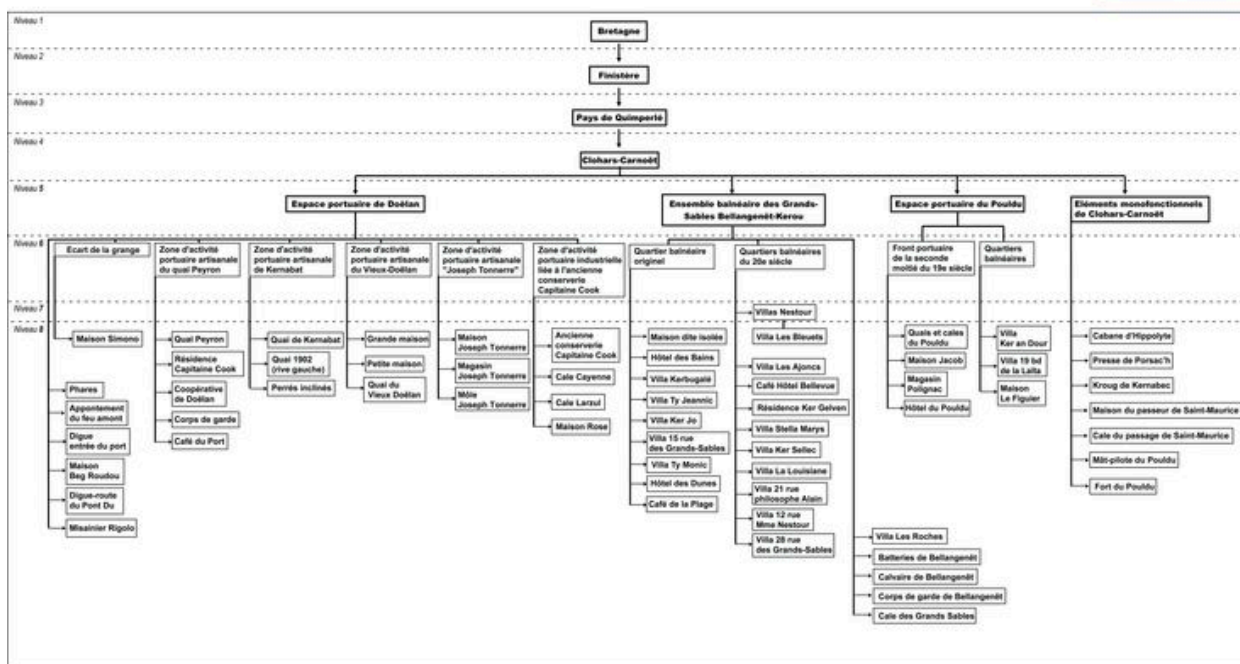 Niveau 1
Bretagne
Niveau 2
Finistère
Niveau 3
Pays de Quimperlé
Niveau 4
Clohars-Carnoët
Niveau 5
Espace portuaire de Doëlan
Ensemble balnéaire des Grands-
Sables Bellangenêt-Kerou
Espace portuaire du Pouldu
Eléments monofonctionnels
de Clohars-Carnoët
Niveau 6
Ecart de la grange
Zone d'activité
portuaire artisanale
du quai Peyron
Zone d'activité
portuaire artisanale
de Kernabat
Zone d'activité
portuaire artisanale
du Vieux-Doëlan
Zone d'activité
portuaire artisanale
"Joseph Tonnerre"
Zone d'activité
portuaire industrielle
liée à l'ancienne
conserverie
Capitaine Cook
Quartier balnéaire
originel
Quartiers balnéaires
du 20e siècle
Front portuaire
de la seconde
moitié du 19e siècle
Quartiers
balnéaires
Niveau 7
Villas Nestour
Niveau 8
Maison Simono
Phares
Appontement
du feu amont
Digue
entrée du port
Maison
Beg Roudou
Digue-route
du Pont Du
Misainier Rigolo
Quai Peyron
Résidence
Capitaine Cook
Coopérative
de Doëlan
Corps de garde
Café du Port
Quai de Kernabat
Quai 1902
(rive gauche)
Perrés inclinés
Grande maison
Petite maison
Quai du
Vieux Doëlan
Maison
Joseph Tonnerre
Magasin
Joseph Tonnerre
Môle
Joseph Tonnerre
Ancienne
conserverie
Capitaine Cook
Cale Cayenne
Cale Larzul
Maison Rose
Maison dite isolée
Hôtel des Bains
Villa Kerbugalé
Villa Ty Jeannic
Villa Ker Jo
Villa 15 rue
des Grands-Sables
Villa Ty Monic
Hôtel des Dunes
Café de la Plage
Villa Les Bleuets
Villa Les Ajoncs
Café Hôtel Bellevue
Résidence Ker Gelven
Villa Stella Marys
Villa Ker Sellec
Villa La Louisiane
Villa 21 rue
philosophe Alain
Villa 12 rue
Mme Nestour
Villa 28 rue
des Grands-Sables
Villa Les Roches
Batteries de Bellangenêt
Calvaire de Bellangenêt
Corps de garde de Bellangenêt
Cale des Grands Sables
Quais et cales
du Pouldu
Maison Jacob
Magasin
Polignac
Hôtel du Pouldu
Villa
Ker an Dour
Villa 19 bd
de la Laïta
Maison
Le Figuier
Cabane d'Hippolyte
Presse de Porsac'h
Kroug de Kernabec
Maison du passeur de Saint-Maurice
Cale du passage de Saint-Maurice
Mât-pilote du Pouldu
Fort du Pouldu